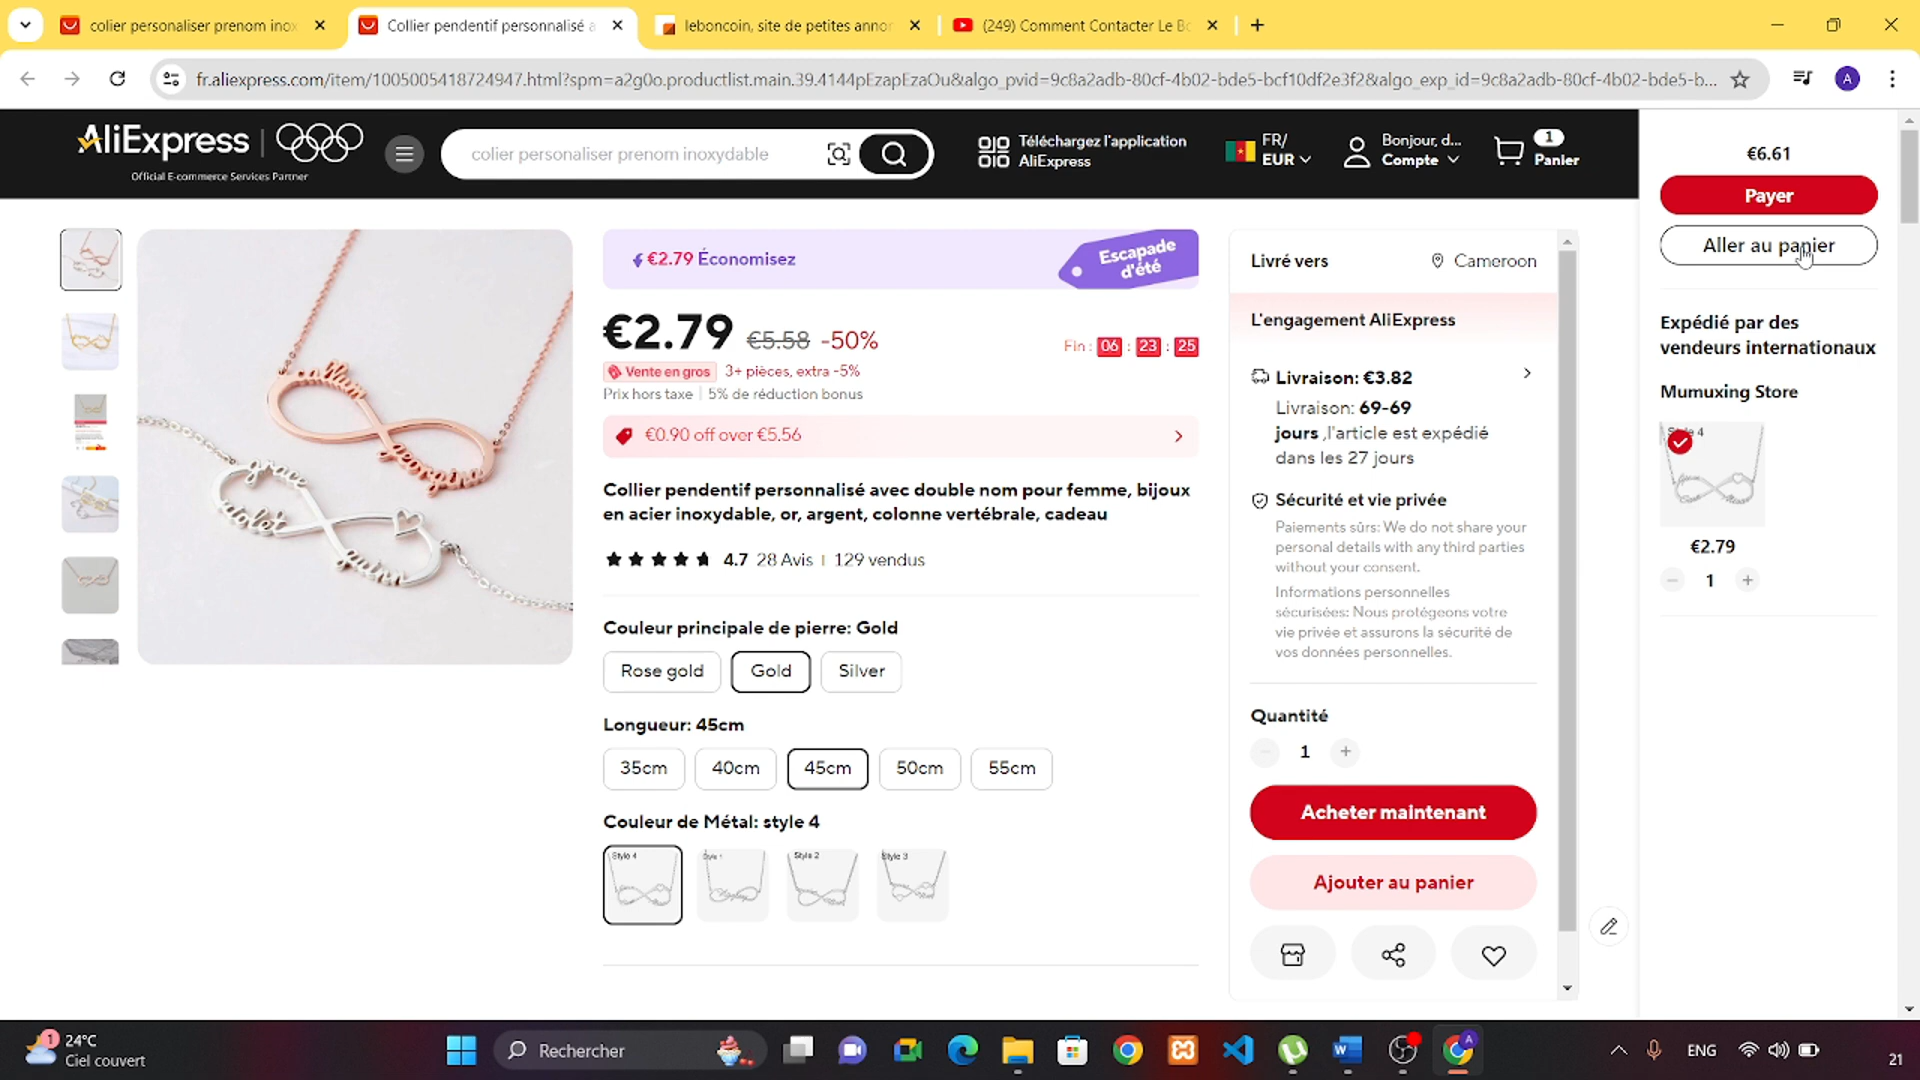 colier personaliser prenom inox
Collier pendentif personnalisé a
leboncoin, site de petites annor
(249) Comment Contacter Le Bo
fr.aliexpress.com/item/1005005418724947.html?spm=a2g0o.productlist.main.39.4144pEzapEzaOu&algo_pvid=9c8a2adb-80cf-4b02-bde5-bcf10df2e3f2&algo_exp_id=9c8a2adb-80cf-4b02-bde5-b...
A
AliExpress
Official E-commerce Services Partner
colier personaliser prenom inoxydable
Téléchargez l'application
AliExpress
FR/
EUR
Bonjour, d...
Compte
1
Panier
€6.61
Payer
Aller au panier
Expédié par des
vendeurs internationaux
Mumuxing Store
€2.79
1
€2.79 Économisez
Escapade
d'été
€2.79 €5.58 -50%
Fin : 06 : 23 : 25
Vente en gros 3+ pièces, extra -5%
Prix hors taxe | 5% de réduction bonus
€0.90 off over €5.56
Collier pendentif personnalisé avec double nom pour femme, bijoux
en acier inoxydable, or, argent, colonne vertébrale, cadeau
4.7 28 Avis | 129 vendus
Couleur principale de pierre: Gold
Rose gold Gold Silver
Longueur: 45cm
35cm 40cm 45cm 50cm 55cm
Couleur de Métal: style 4
Style 4 Style 1 Style 2 Style 3
Livré vers Cameroon
L'engagement AliExpress
Livraison: €3.82
Livraison: 69-69
jours ,l'article est expédié
dans les 27 jours
Sécurité et vie privée
Paiements sûrs: We do not share your
personal details with any third parties
without your consent.
Informations personnelles
sécurisées: Nous protégeons votre
vie privée et assurons la sécurité de
vos données personnelles.
Quantité
1
Acheter maintenant
Ajouter au panier
1
24°C
Ciel couvert
Rechercher
ENG
21